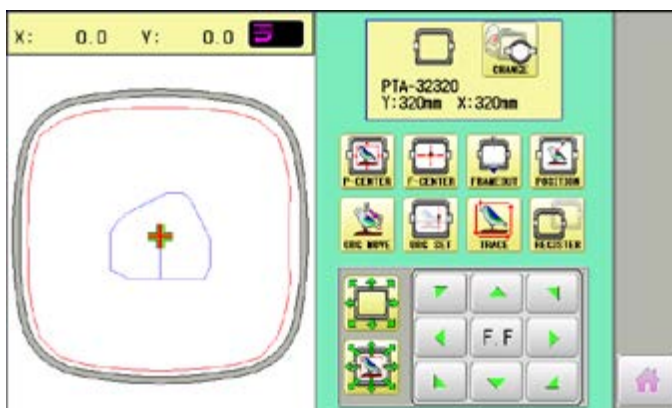 X: 0.0 Y: 0.0
CHANGE
PTA-32320
Y:320mm X:320mm
P-CENTER F-CENTER FRAMEOUT POSITION
ORG MOVE ORG SET TRACE REGISTER
F.F